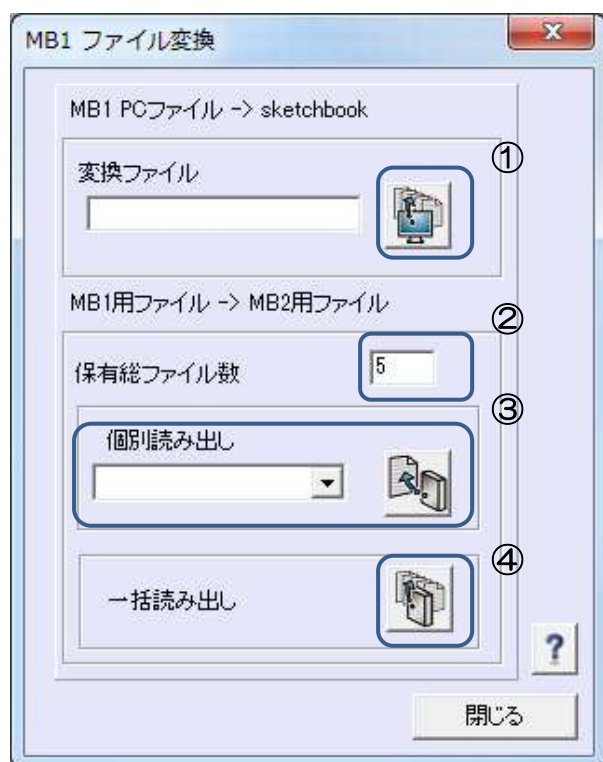 MB1 ファイル変換
MB1 PCファイル -> sketchbook
①
変換ファイル
MB1用ファイル -> MB2用ファイル
②
保有総ファイル数
5
③
個別読み出し
④
一括読み出し
?
閉じる